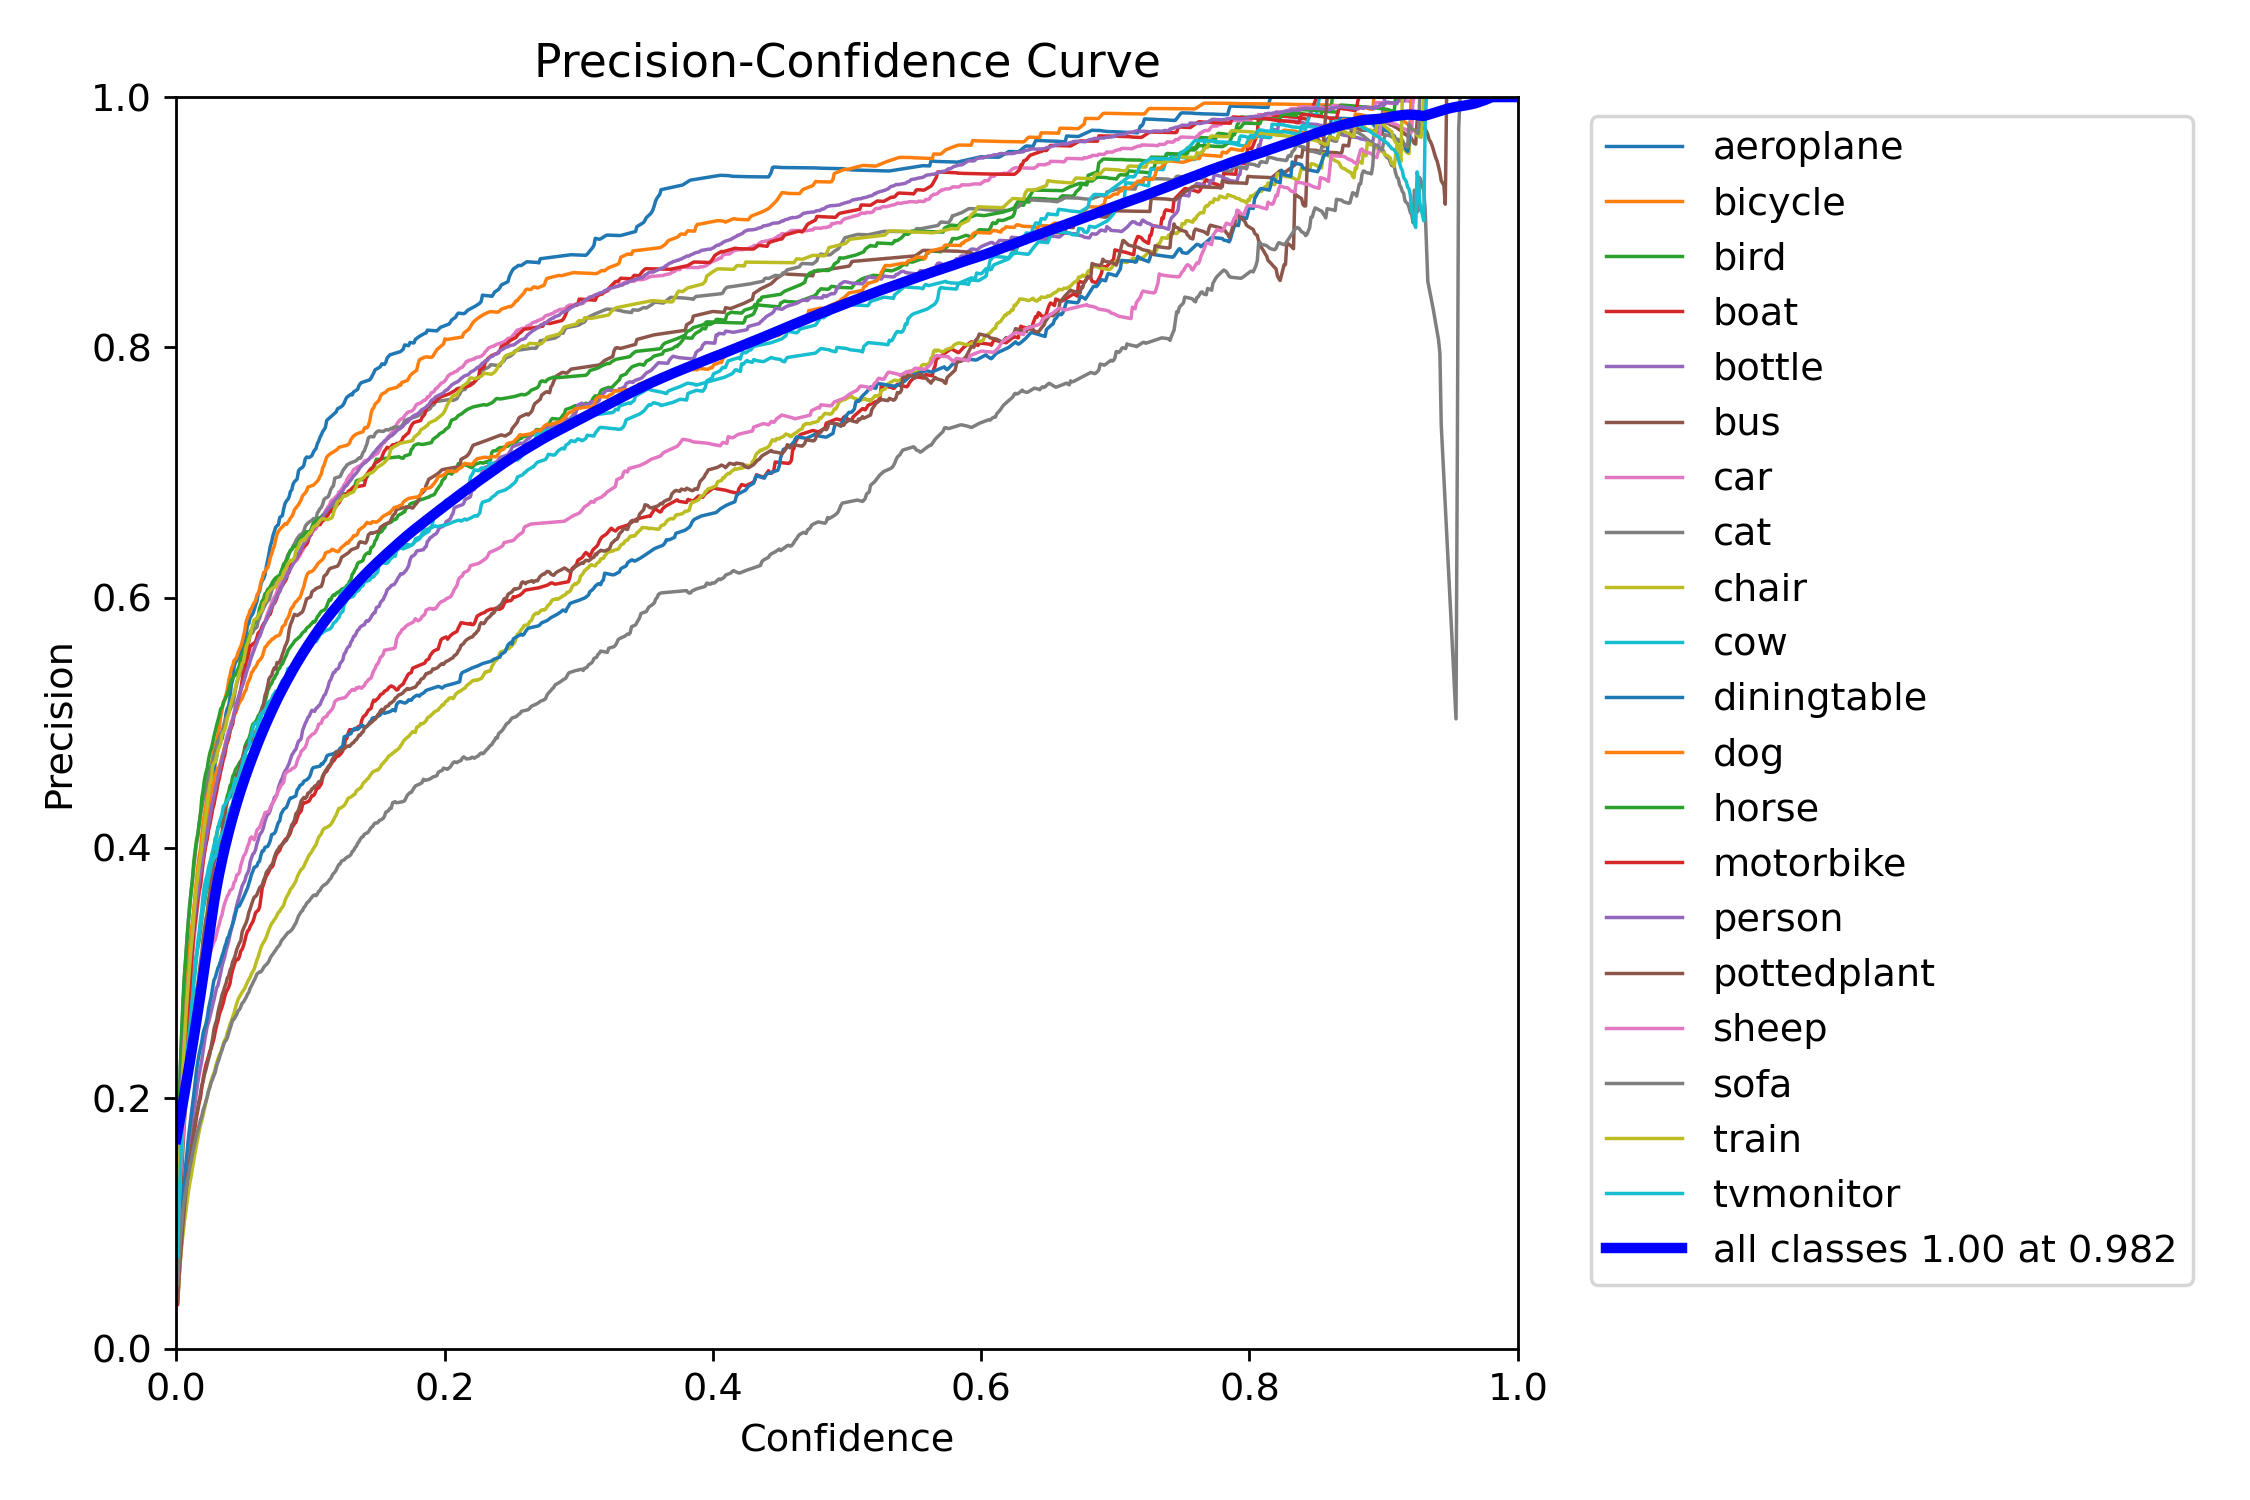 Precision-Confidence Curve
1.0
0.8
0.6
0.4
0.2
0.0
Precision
0.0 0.2 0.4 0.6 0.8 1.0
Confidence
aeroplane
bicycle
bird
boat
bottle
bus
car
cat
chair
cow
diningtable
dog
horse
motorbike
person
pottedplant
sheep
sofa
train
tvmonitor
all classes 1.00 at 0.982